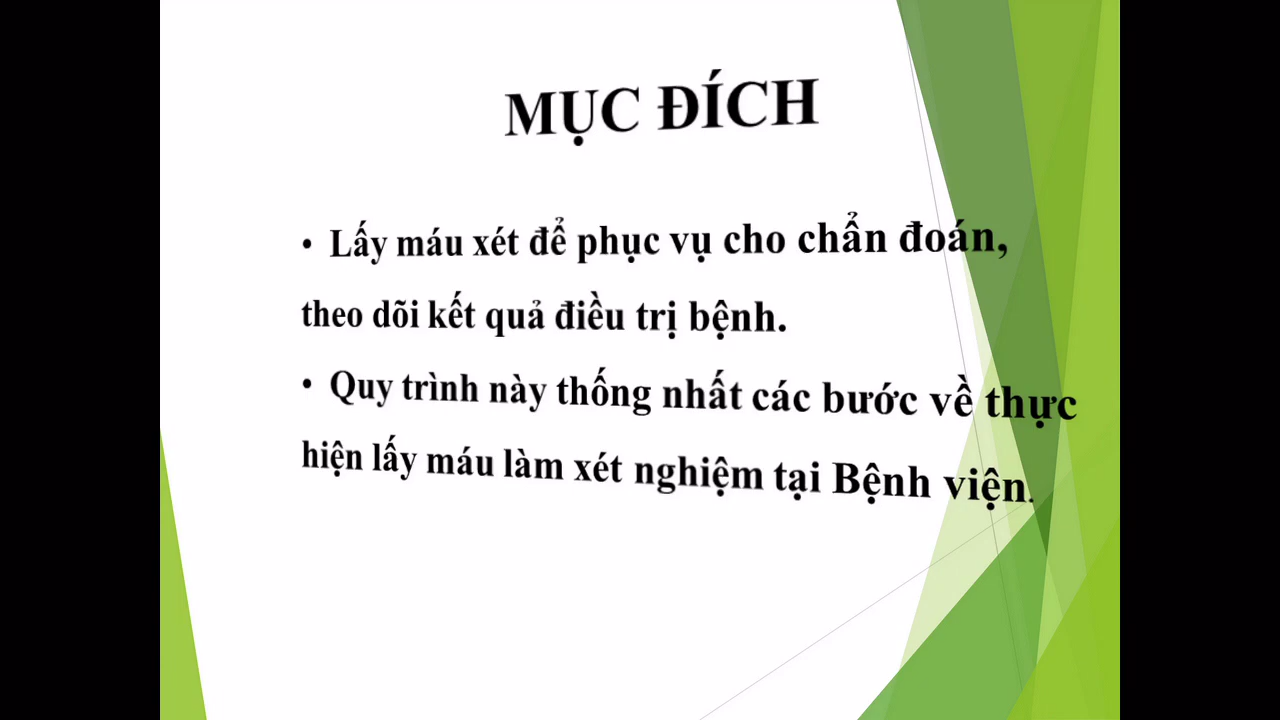 MỤC ĐÍCH
• Lấy máu xét để phục vụ cho chẩn đoán,
theo dõi kết quả điều trị bệnh.
• Quy trình này thống nhất các bước về thực
hiện lấy máu làm xét nghiệm tại Bệnh viện.